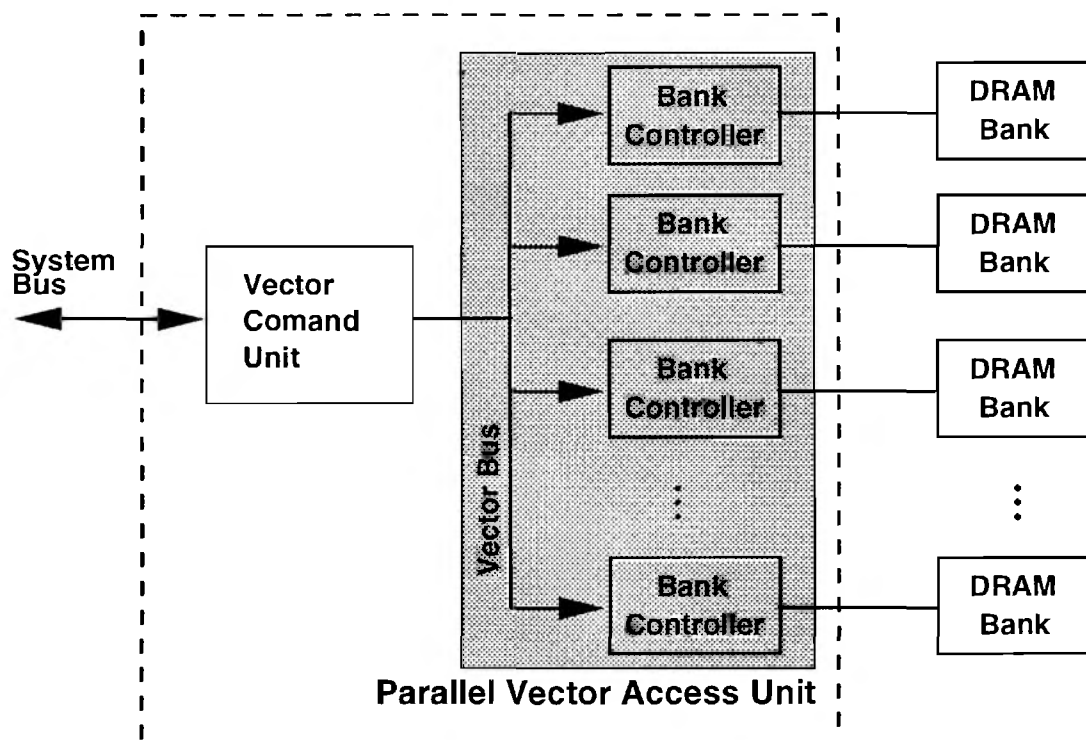 System
Bus
Vector
Comand
Unit
Vector Bus
Bank
Controller
DRAM
Bank
Bank
Controller
DRAM
Bank
Bank
Controller
DRAM
Bank
Bank
Controller
DRAM
Bank
Parallel Vector Access Unit